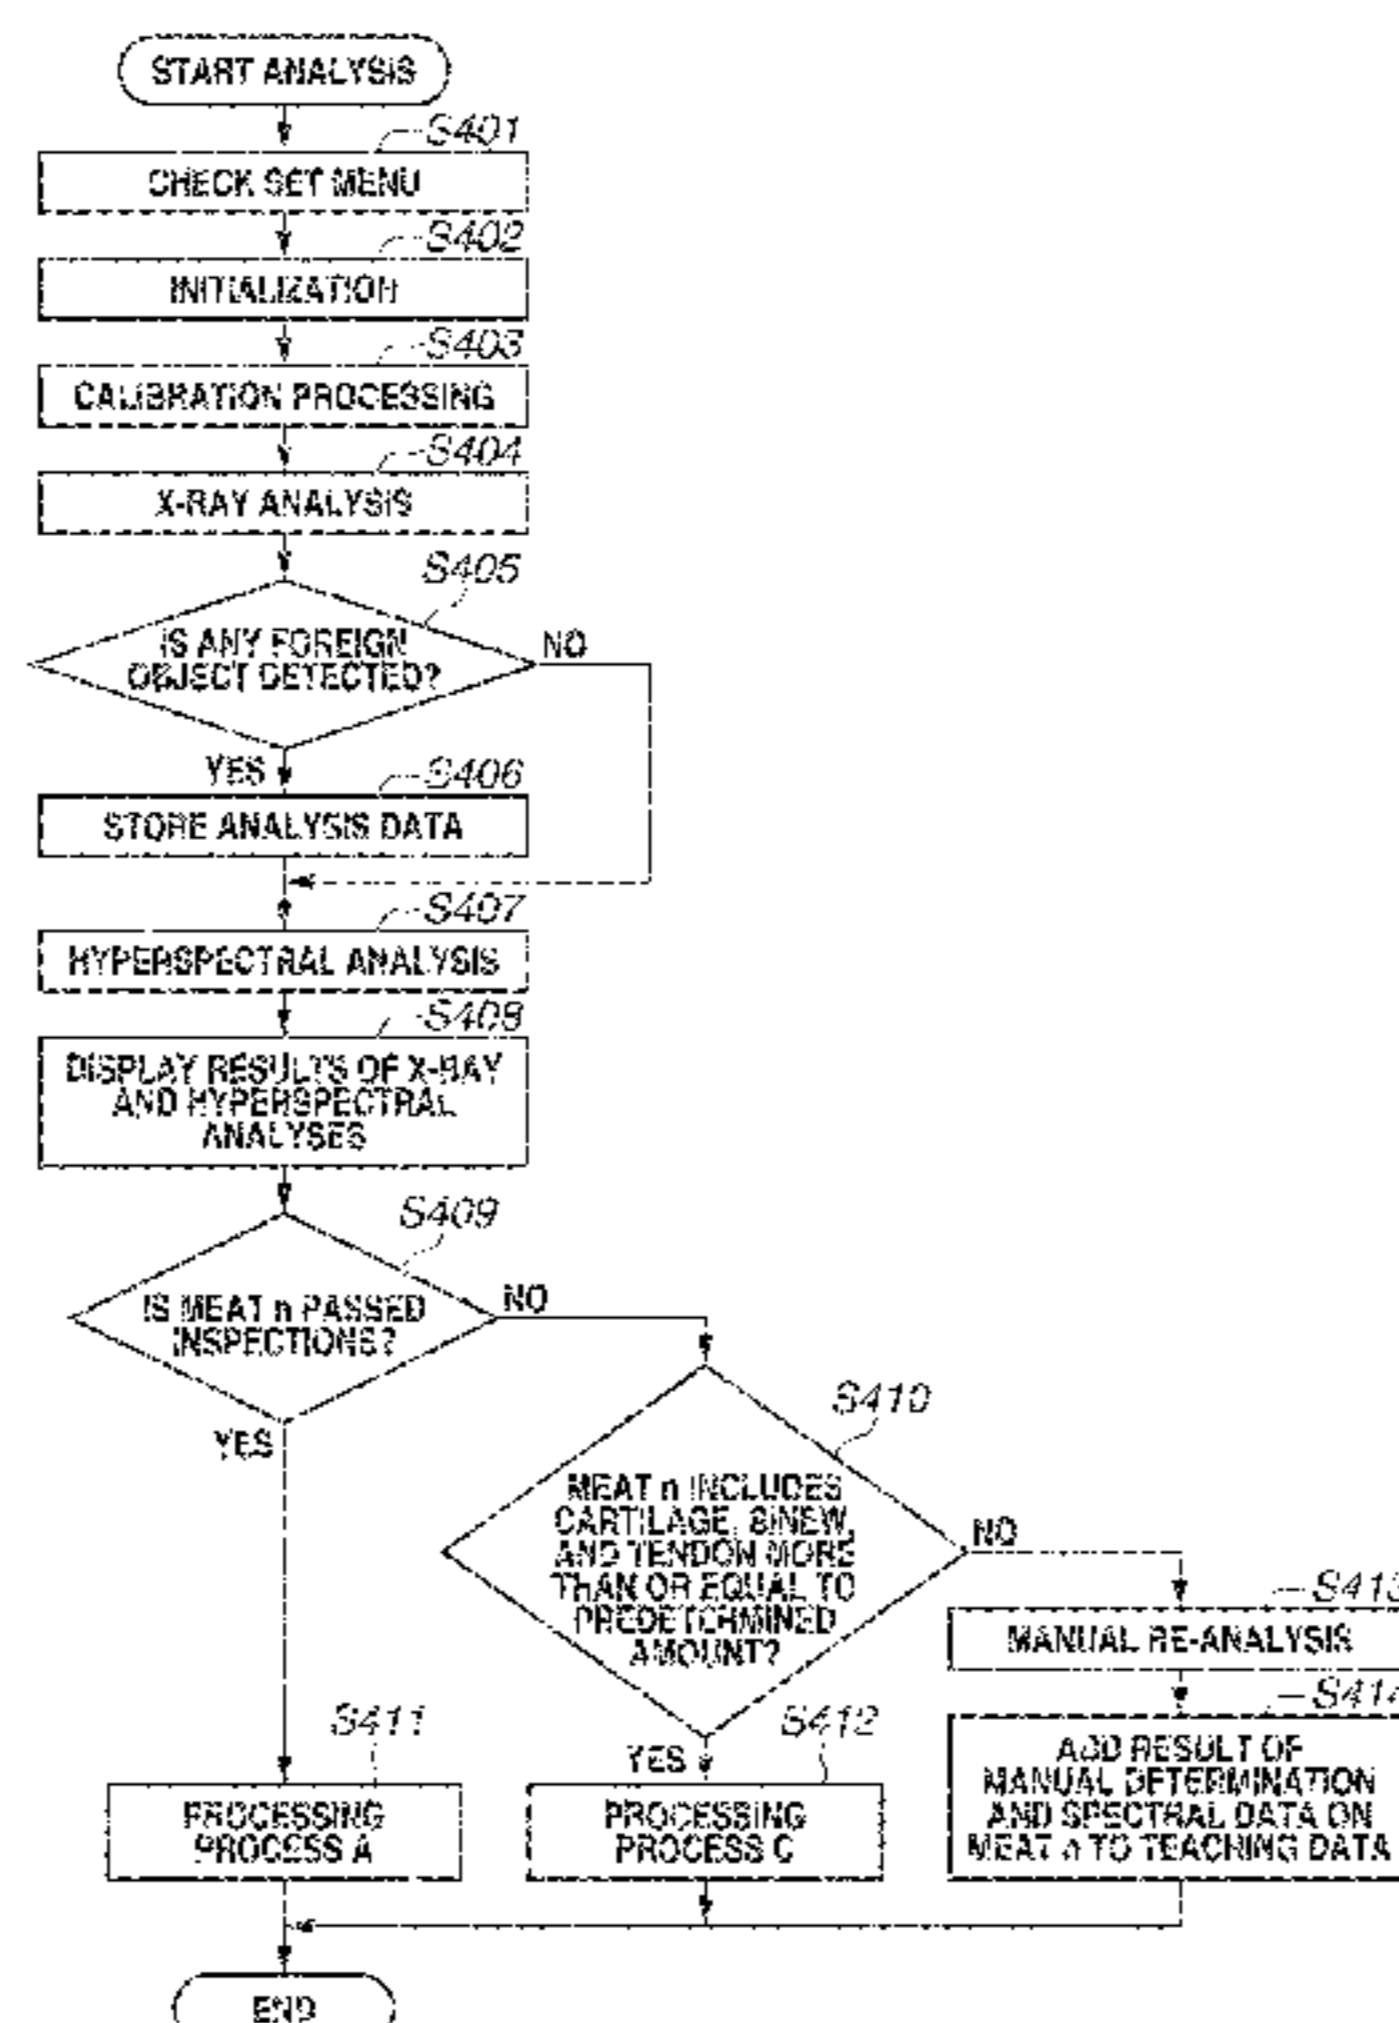 START ANALYSIS
S401
CHECK SET MENU
S402
INITIALIZATION
S403
CALIBRATION PROCESSING
S404
X-RAY ANALYSIS
S405
IS ANY FOREIGN
OBJECT DETECTED?
NO
YES
S406
STORE ANALYSIS DATA
S407
HYPERSPECTRAL ANALYSIS
S408
DISPLAY RESULTS OF X-RAY
AND HYPERSPECTRAL
ANALYSES
S409
IS MEAT n PASSED
INSPECTIONS?
NO
YES
S410
MEAT n INCLUDES
CARTILAGE, SINEW,
AND TENDON MORE
THAN OR EQUAL TO
PREDETERMINED
AMOUNT?
NO
YES
S413
MANUAL RE-ANALYSIS
S414
ADD RESULT OF
MANUAL DETERMINATION
AND SPECTRAL DATA ON
MEAT n TO TEACHING DATA
S411
PROCESSING
PROCESS A
S412
PROCESSING
PROCESS C
END